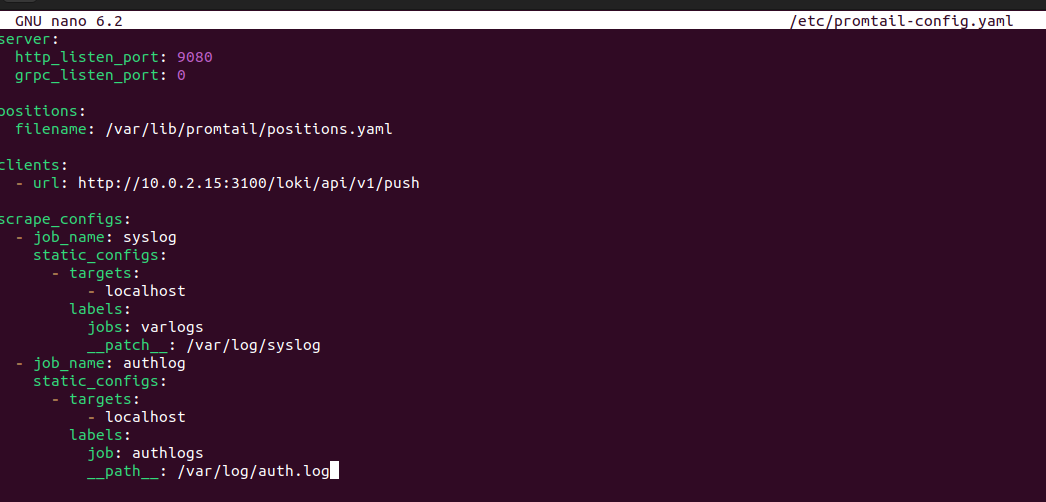 GNU nano 6.2 /etc/promtail-config.yaml
server:
  http_listen_port: 9080
  grpc_listen_port: 0

positions:
  filename: /var/lib/promtail/positions.yaml

clients:
  - url: http://10.0.2.15:3100/loki/api/v1/push

scrape_configs:
  - job_name: syslog
    static_configs:
      - targets:
          - localhost
        labels:
          jobs: varlogs
          __patch__: /var/log/syslog
  - job_name: authlog
    static_configs:
      - targets:
          - localhost
        labels:
          job: authlogs
          __path__: /var/log/auth.log